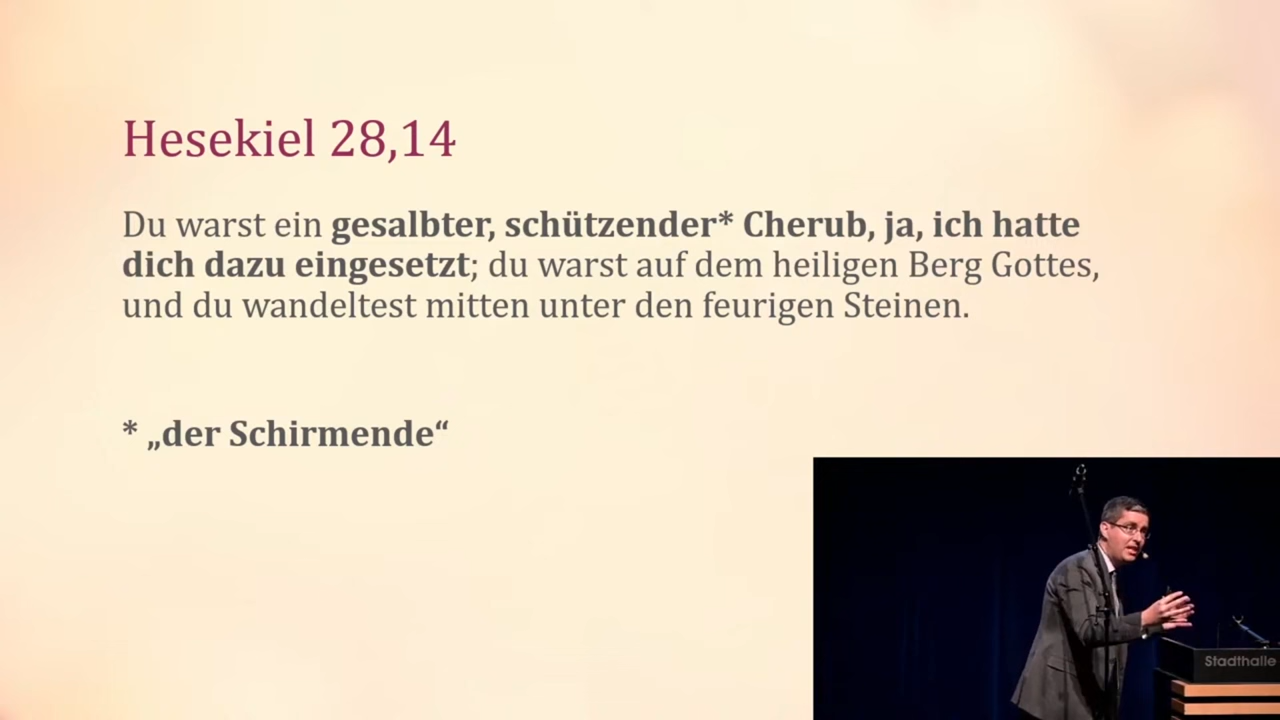 Hesekiel 28,14
Du warst ein gesalbter, schützender* Cherub, ja, ich hatte
dich dazu eingesetzt; du warst auf dem heiligen Berg Gottes,
und du wandeltest mitten unter den feurigen Steinen.
* „der Schirmende“
Stadthalle